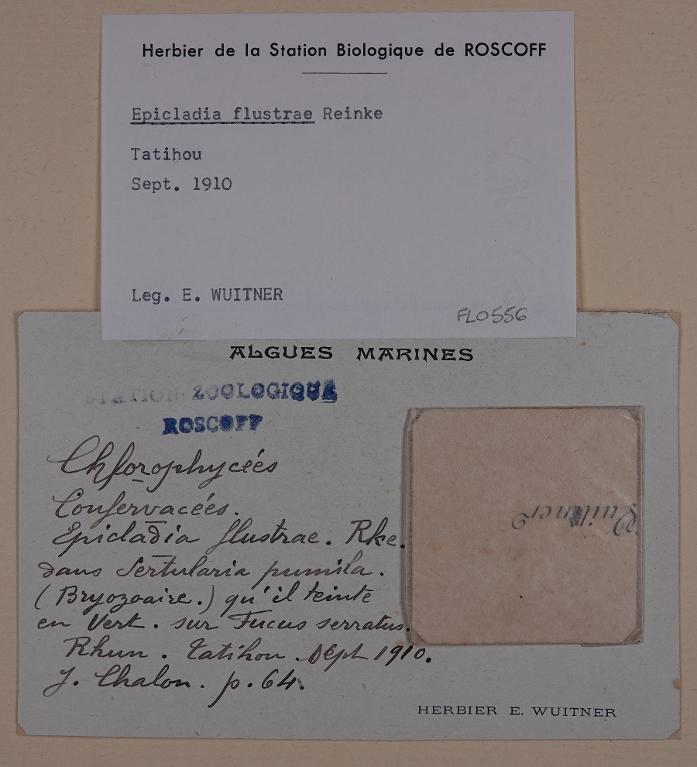 Herbier de la Station Biologique de ROSCOFF
Epicladia flustrae Reinke
Tatihou
Sept. 1910
Leg. E. WUITNER
FLO556
ALGUES MARINES
STATION ZOOLOGIQUE
ROSCOFF
Chlorophycées
Confervacées.
Epicladia flustrae. Rke.
dans Sertularia pumila.
(Bryozoaire.) qu'il teinte
en Vert. sur Fucus serratus.
Rhun. Tatihou. Sept 1910.
J. Chalon. p. 64.
Wuitner
HERBIER E. WUITNER